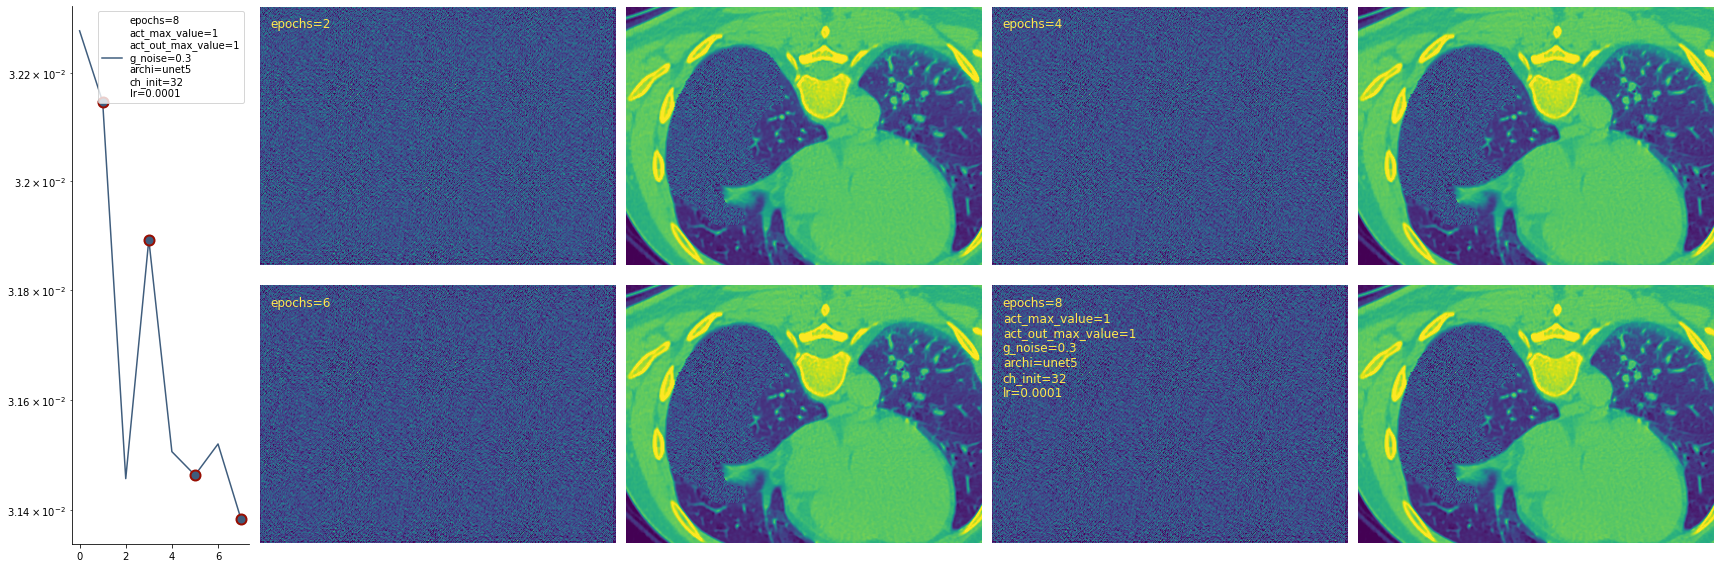 epochs=8
act_max_value=1
act_out_max_value=1
g_noise=0.3
archi=unet5
ch_init=32
lr=0.0001
3.22 × 10⁻²
3.2 × 10⁻²
3.18 × 10⁻²
3.16 × 10⁻²
3.14 × 10⁻²
0 2 4 6
epochs=2
epochs=4
epochs=6
epochs=8
act_max_value=1
act_out_max_value=1
g_noise=0.3
archi=unet5
ch_init=32
lr=0.0001